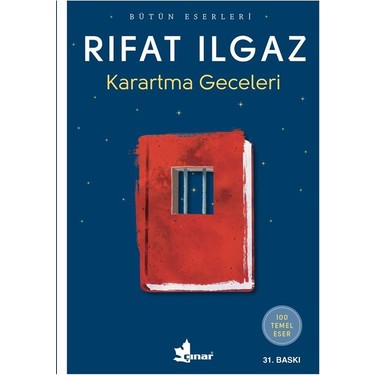 BÜTÜN ESERLERİ
RIFAT ILGAZ
Karartma Geceleri
100
TEMEL
ESER
çınar
31. BASKI